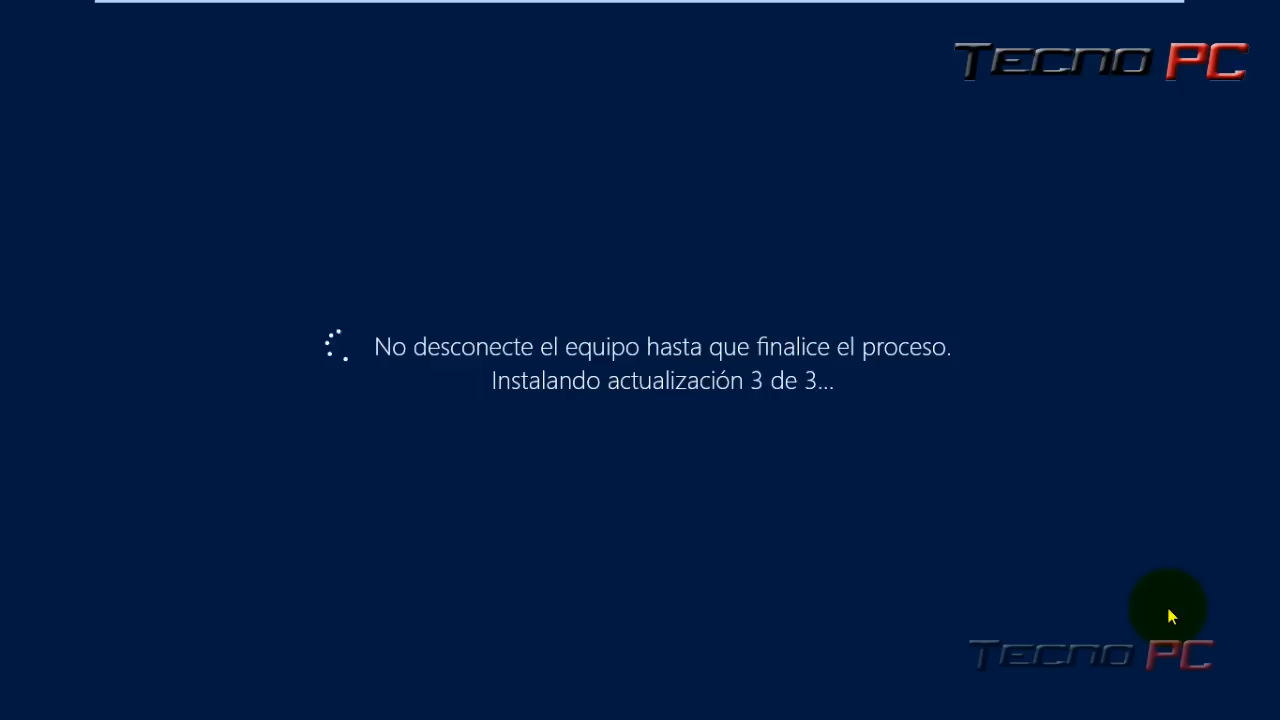 Tecno PC
No desconecte el equipo hasta que finalice el proceso.
Instalando actualización 3 de 3...
Tecno PC